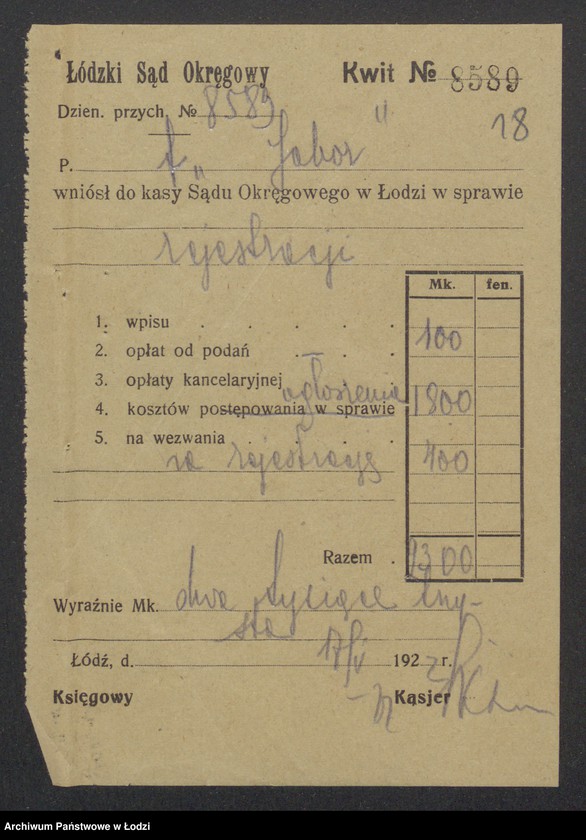 Łódzki Sąd Okręgowy Kwit № 8589
Dzien. przych. № 8589
18
P. f. „Jabor"
wniósł do kasy Sądu Okręgowego w Łodzi w sprawie
rejestracji
Mk. fen.
1. wpisu . . . . .
2. opłat od podań . . . 100
3. opłaty kancelaryjnej
ogłoszenia
4. kosztów postępowania w sprawie 1800
5. na wezwania . . . .
za rejestrację 400
Razem . 2300
Wyraźnie Mk. dwa tysiące trzy-
sta
Łódź, d. 17/V 1922 r.
Księgowy Kasjer
Archiwum Państwowe w Łodzi